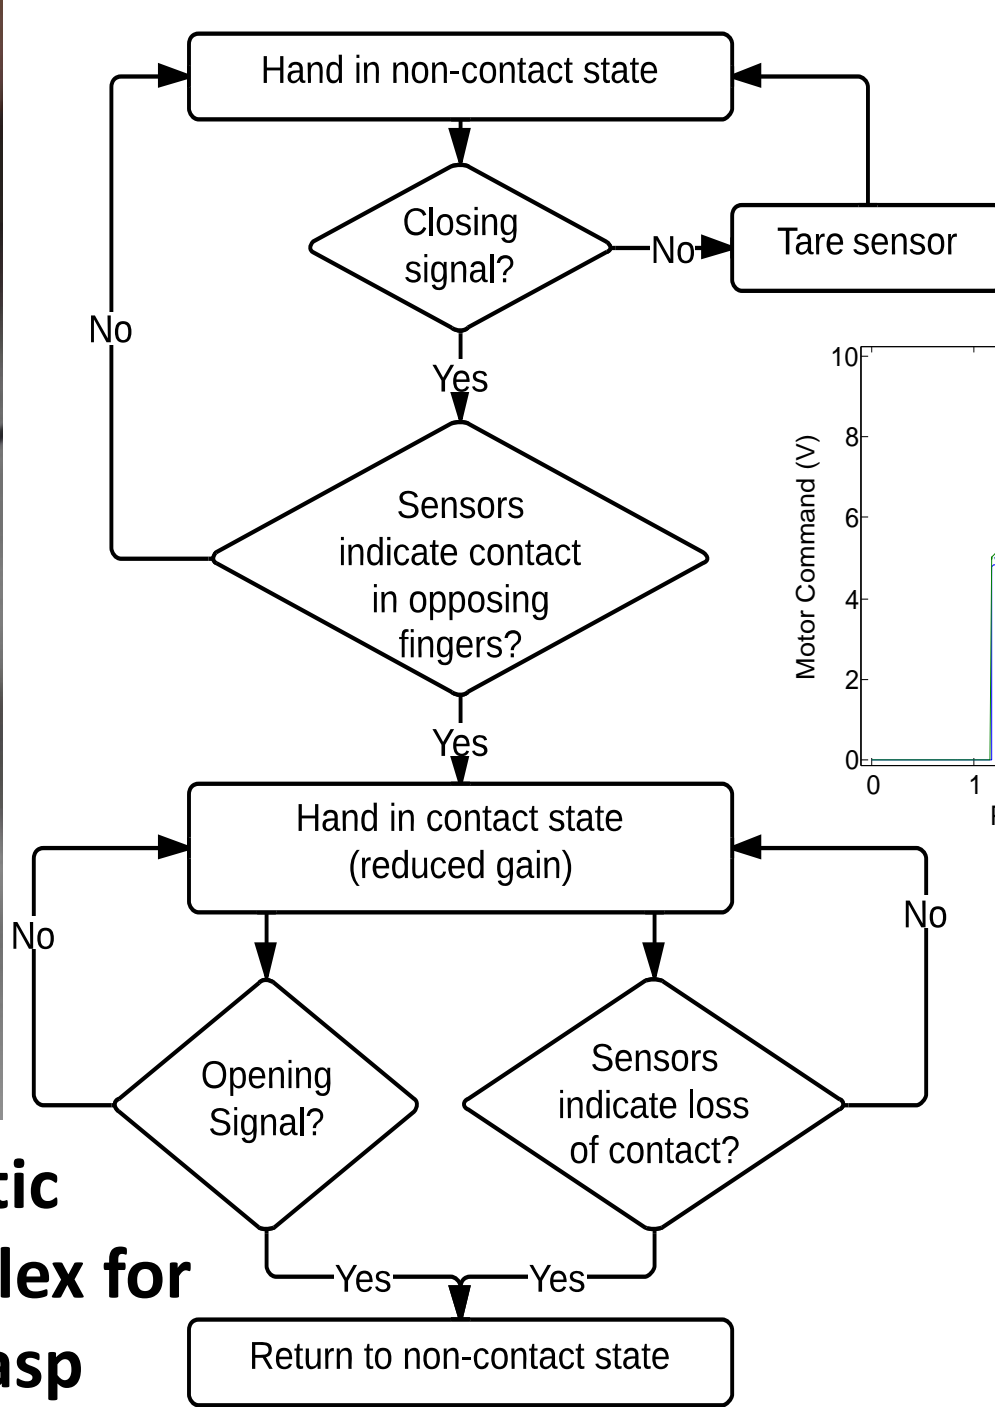 Hand in non-contact state
Closing
signal?
No
Tare sensor
No
Yes
Sensors
indicate contact
in opposing
fingers?
Yes
Hand in contact state
(reduced gain)
No
No
Opening
Signal?
Sensors
indicate loss
of contact?
Yes
Yes
Return to non-contact state
10
8
6
4
2
0
0
1
Motor Command (V)
tic
lex for
asp